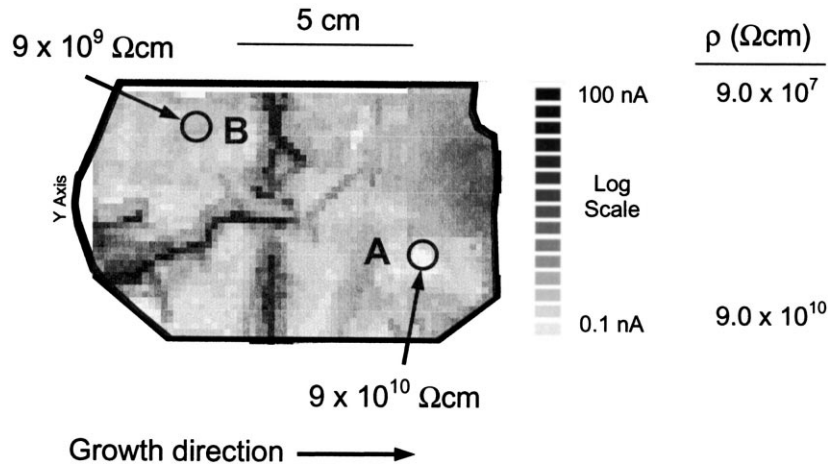 5 cm
9 x 10⁹ Ωcm
ρ (Ωcm)
100 nA
9.0 x 10⁷
B
Y Axis
Log
Scale
A
0.1 nA
9.0 x 10¹⁰
9 x 10¹⁰ Ωcm
Growth direction